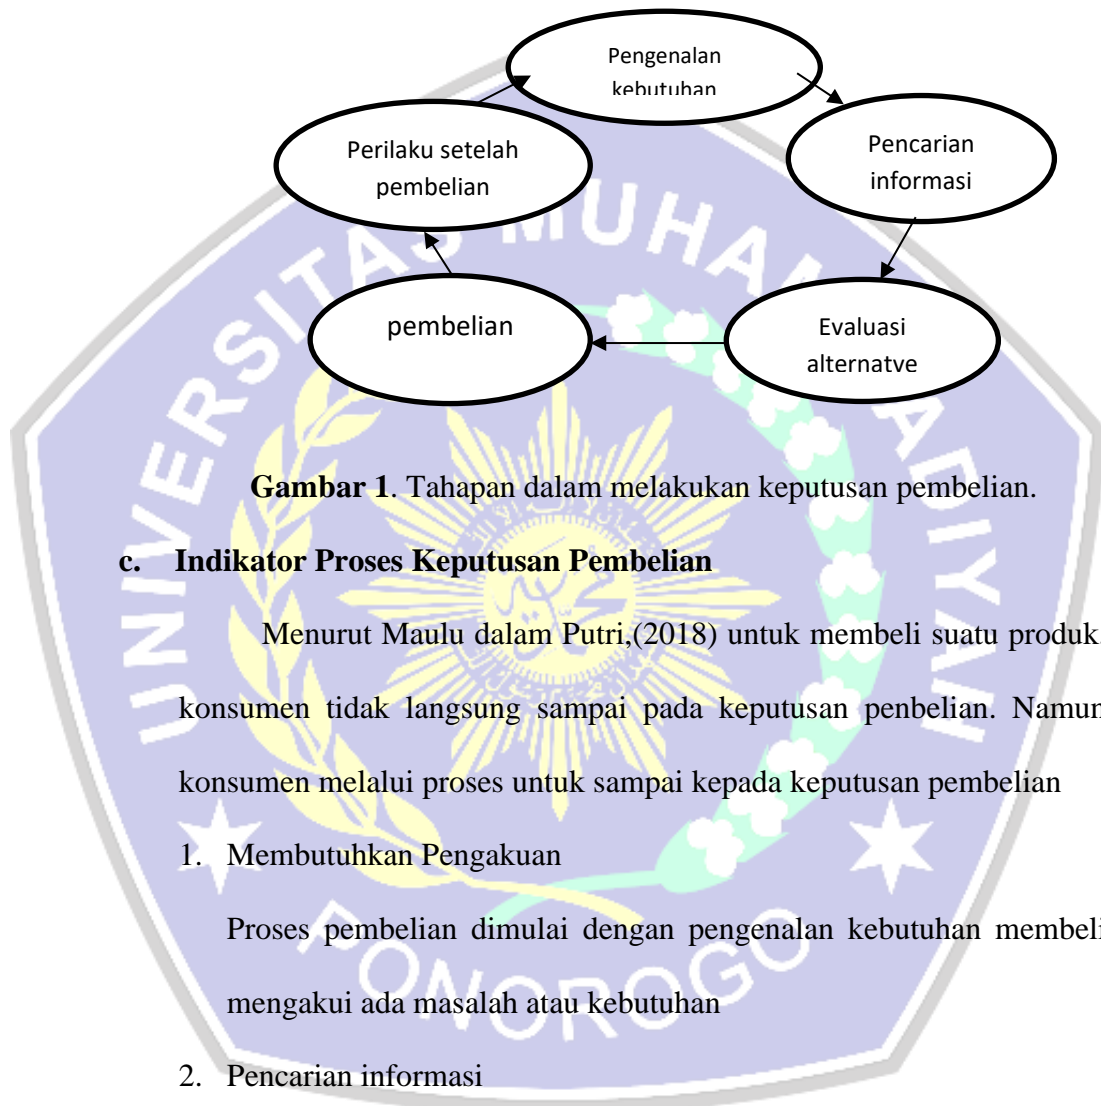 Pengenalan
kebutuhan
Perilaku setelah
pembelian
Pencarian
informasi
pembelian
Evaluasi
alternatve
UNIVERSITAS MUHAMMADIYAH
PONOROGO
Gambar 1. Tahapan dalam melakukan keputusan pembelian.
c. Indikator Proses Keputusan Pembelian
Menurut Maulu dalam Putri,(2018) untuk membeli suatu produk
konsumen tidak langsung sampai pada keputusan penbelian. Namun
konsumen melalui proses untuk sampai kepada keputusan pembelian
1. Membutuhkan Pengakuan
Proses pembelian dimulai dengan pengenalan kebutuhan membeli
mengakui ada masalah atau kebutuhan
2. Pencarian informasi